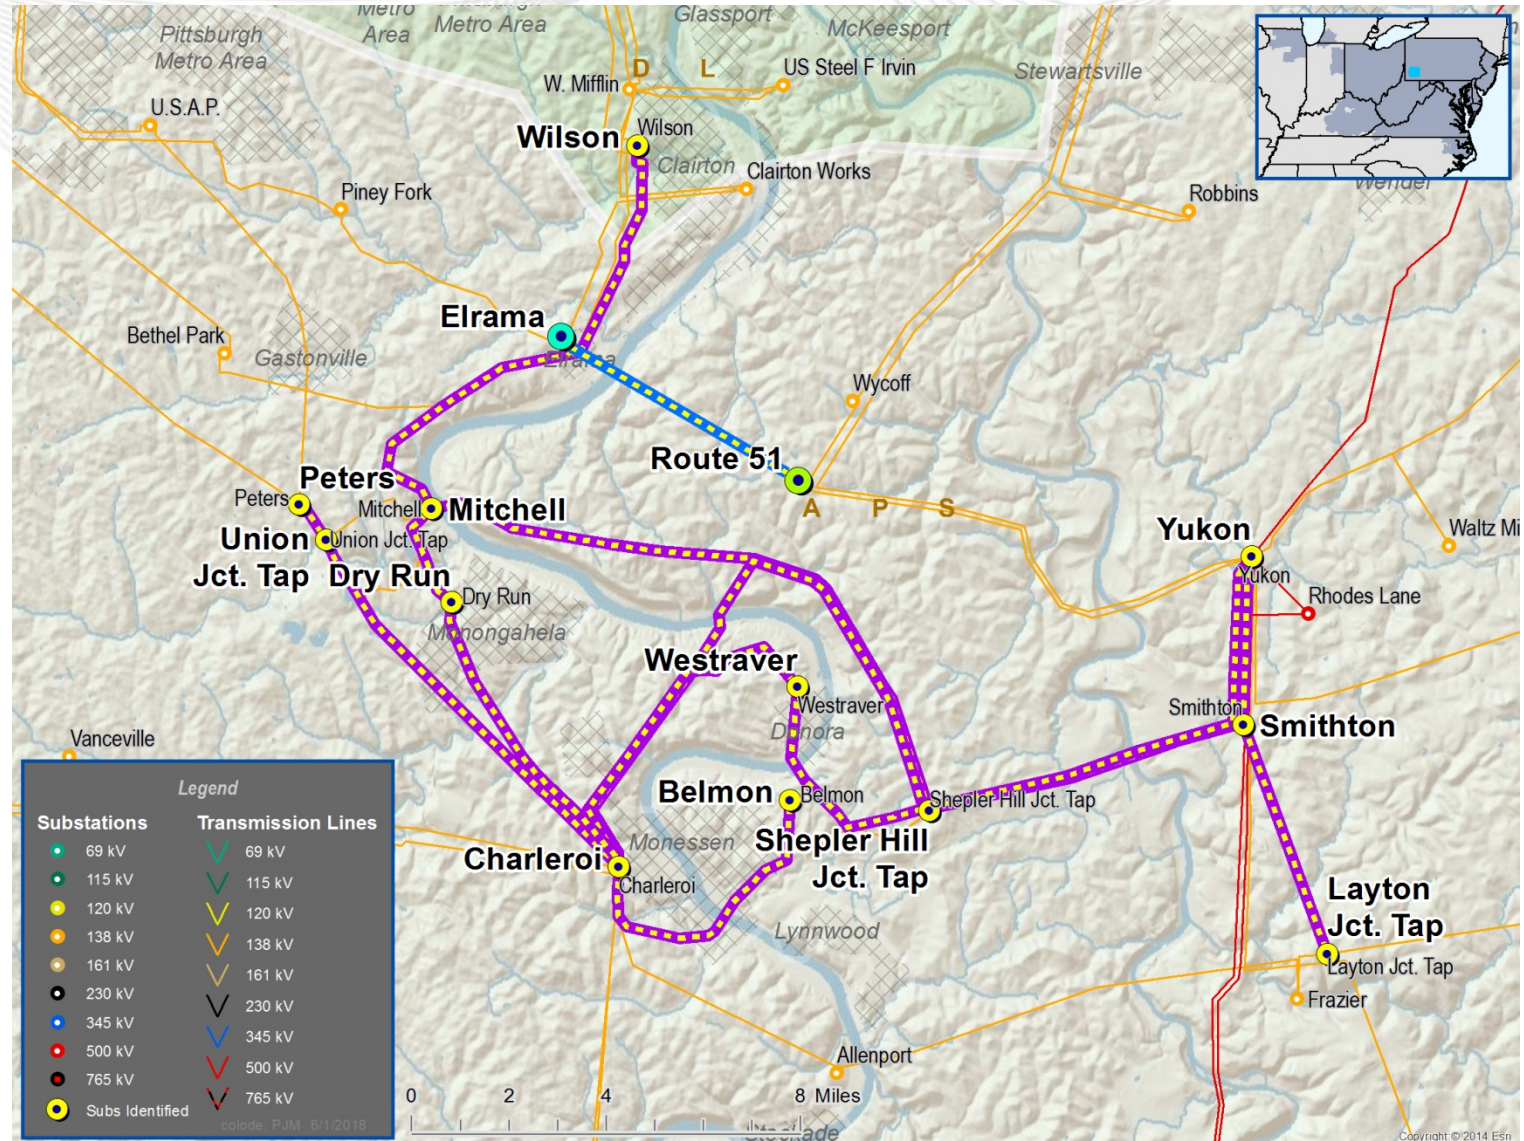 Metro
Area
Pittsburgh
Metro Area
Metro Area
Glassport
McKeesport
Stewartsville
D L
US Steel F Irvin
W. Mifflin
U.S.A.P.
Wilson
Wilson
Clairton
Clairton Works
Piney Fork
Robbins
Elrama
Elrama
Bethel Park
Gastonville
Wycoff
Route 51
A P S
Peters
Peters
Mitchell
Mitchell
Union
Jct. Tap
Union Jct. Tap
Dry Run
Dry Run
Monongahela
Yukon
Yukon
Waltz Mi
Rhodes Lane
Westraver
Westraver
Donora
Smithton
Smithton
Vanceville
Belmon
Belmon
Shepler Hill Jct. Tap
Shepler Hill
Jct. Tap
Monessen
Charleroi
Charleroi
Lynnwood
Layton
Jct. Tap
Layton Jct. Tap
Frazier
Allenport
Legend
Substations
69 kV
115 kV
120 kV
138 kV
161 kV
230 kV
345 kV
500 kV
765 kV
Subs Identified
Transmission Lines
69 kV
115 kV
120 kV
138 kV
161 kV
230 kV
345 kV
500 kV
765 kV
colode, PJM 6/1/2018
0 2 4 6 8 Miles
Copyright:© 2014 Esri